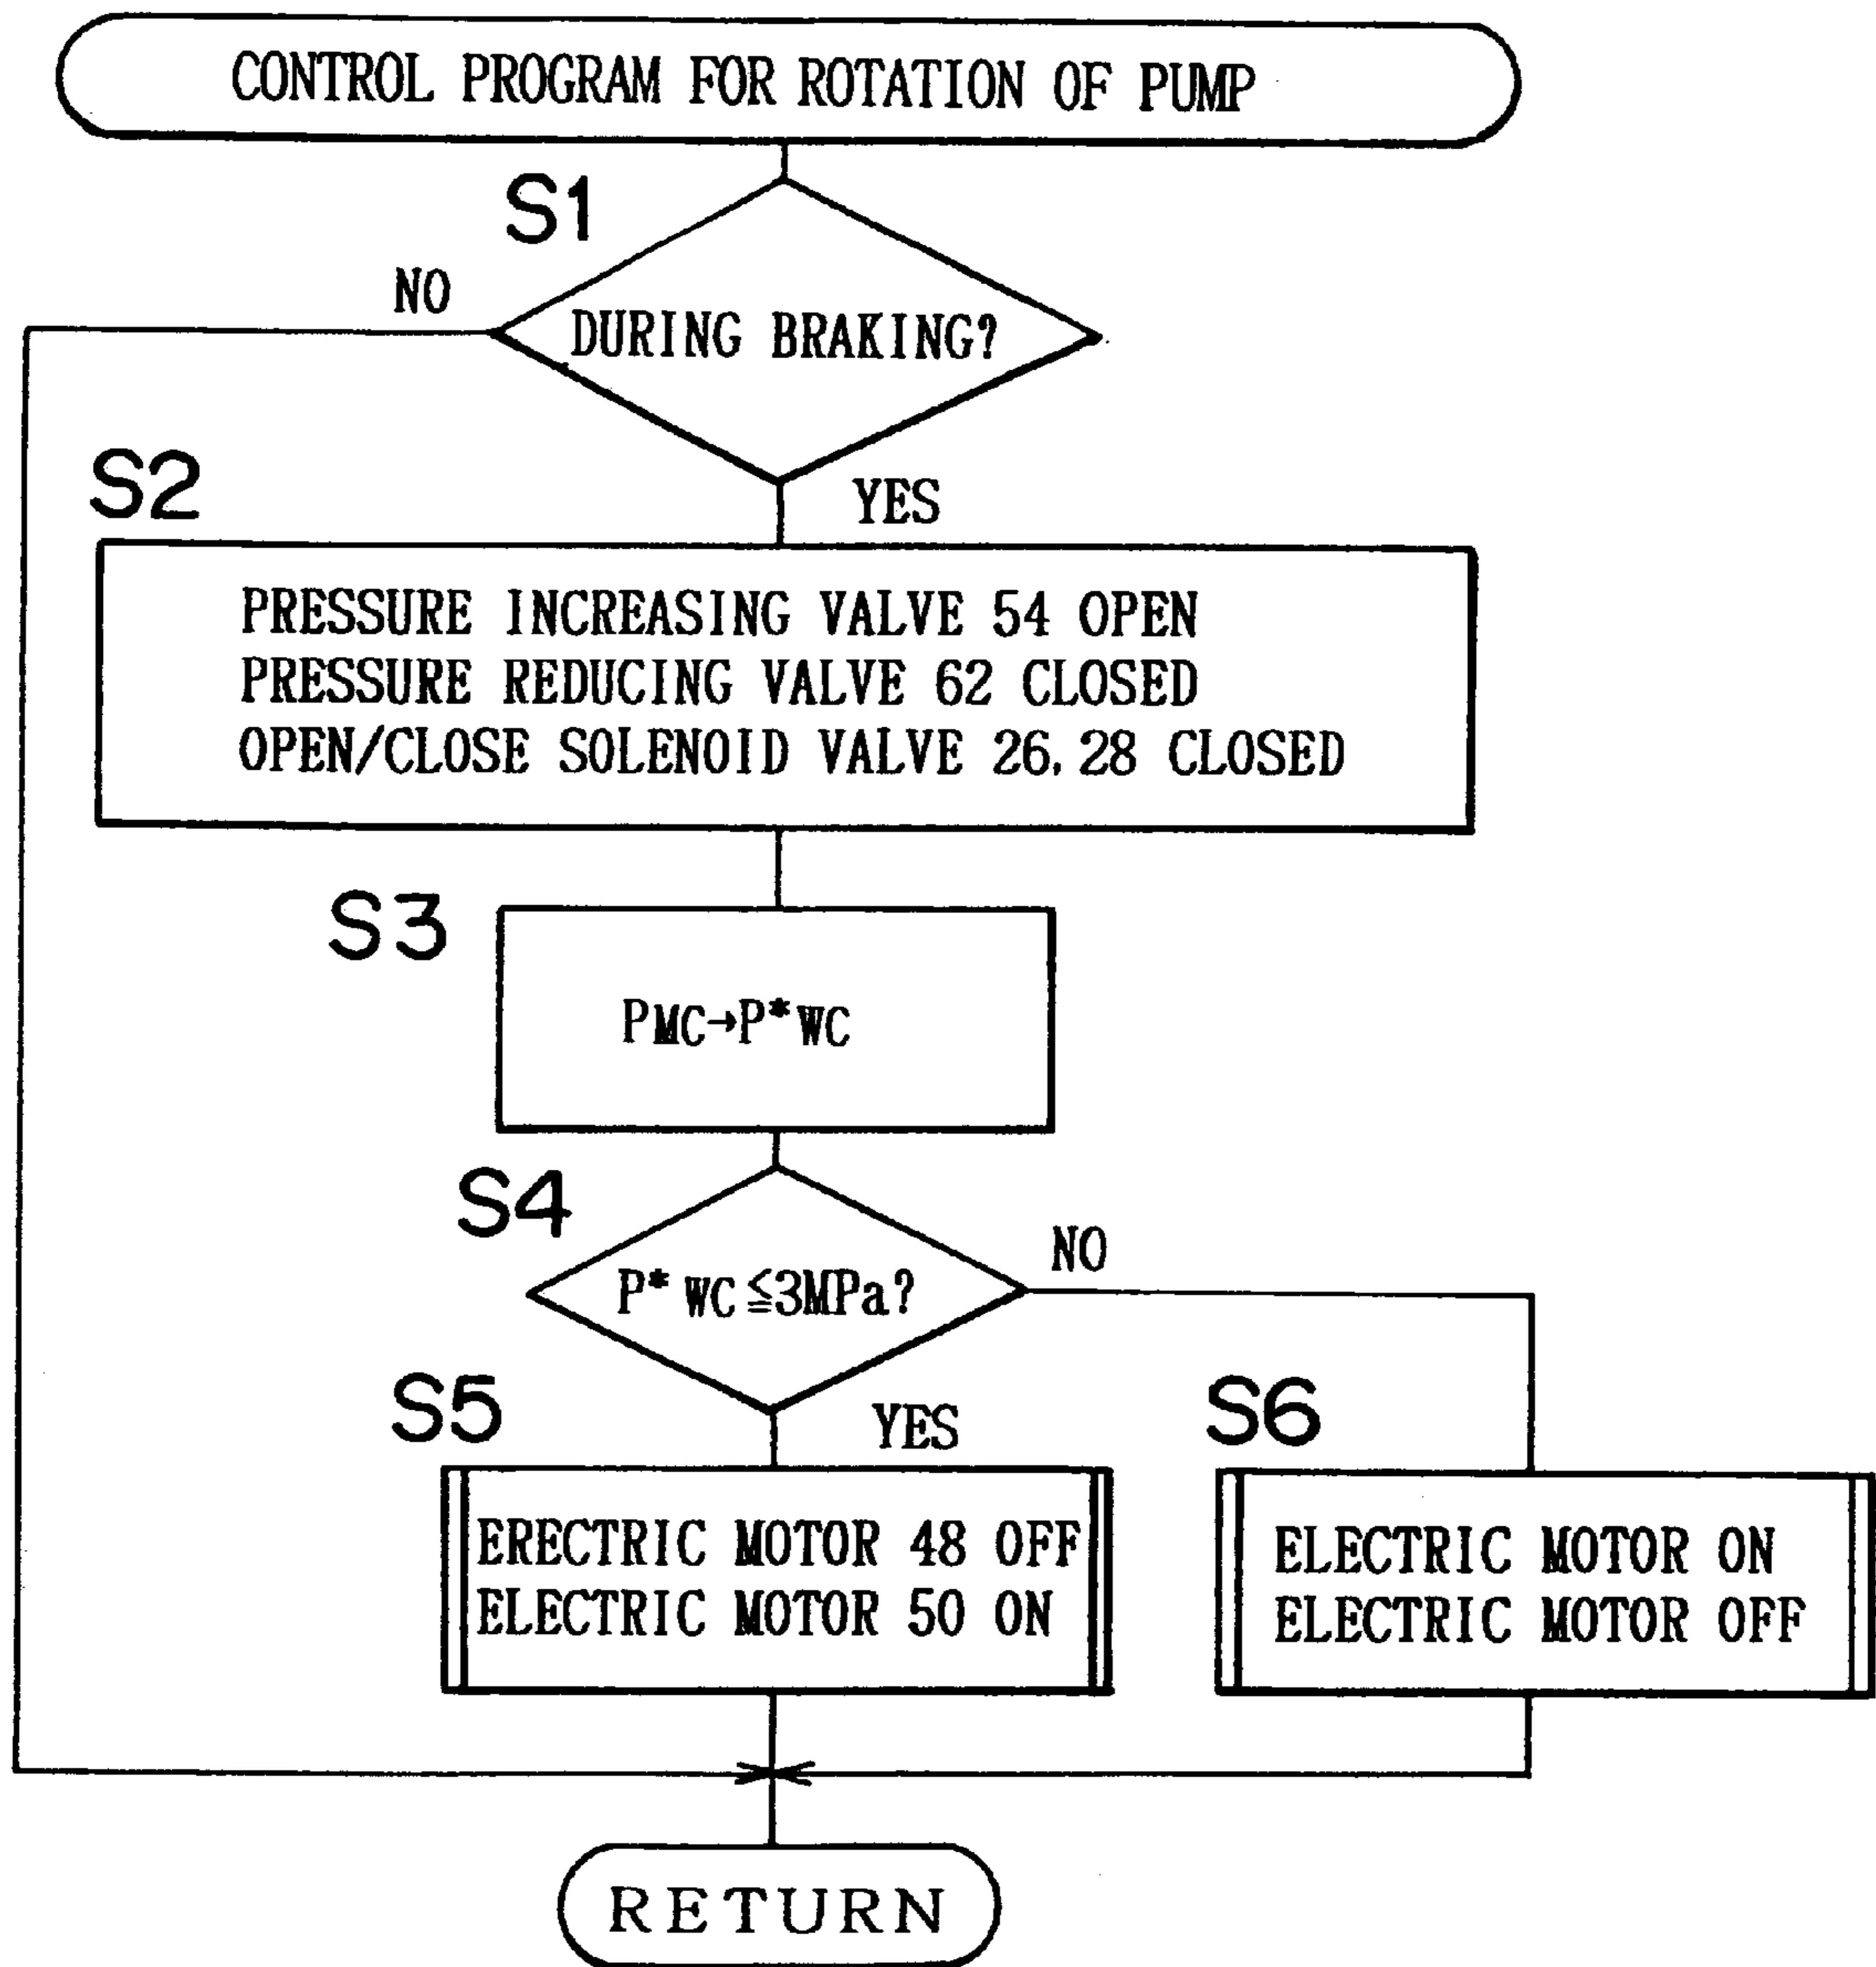 CONTROL PROGRAM FOR ROTATION OF PUMP
S1
NO
DURING BRAKING?
YES
S2
PRESSURE INCREASING VALVE 54 OPEN
PRESSURE REDUCING VALVE 62 CLOSED
OPEN/CLOSE SOLENOID VALVE 26, 28 CLOSED
S3
PMC→P*WC
S4
P*WC≦3MPa?
NO
YES
S5
ERECTRIC MOTOR 48 OFF
ELECTRIC MOTOR 50 ON
S6
ELECTRIC MOTOR ON
ELECTRIC MOTOR OFF
RETURN